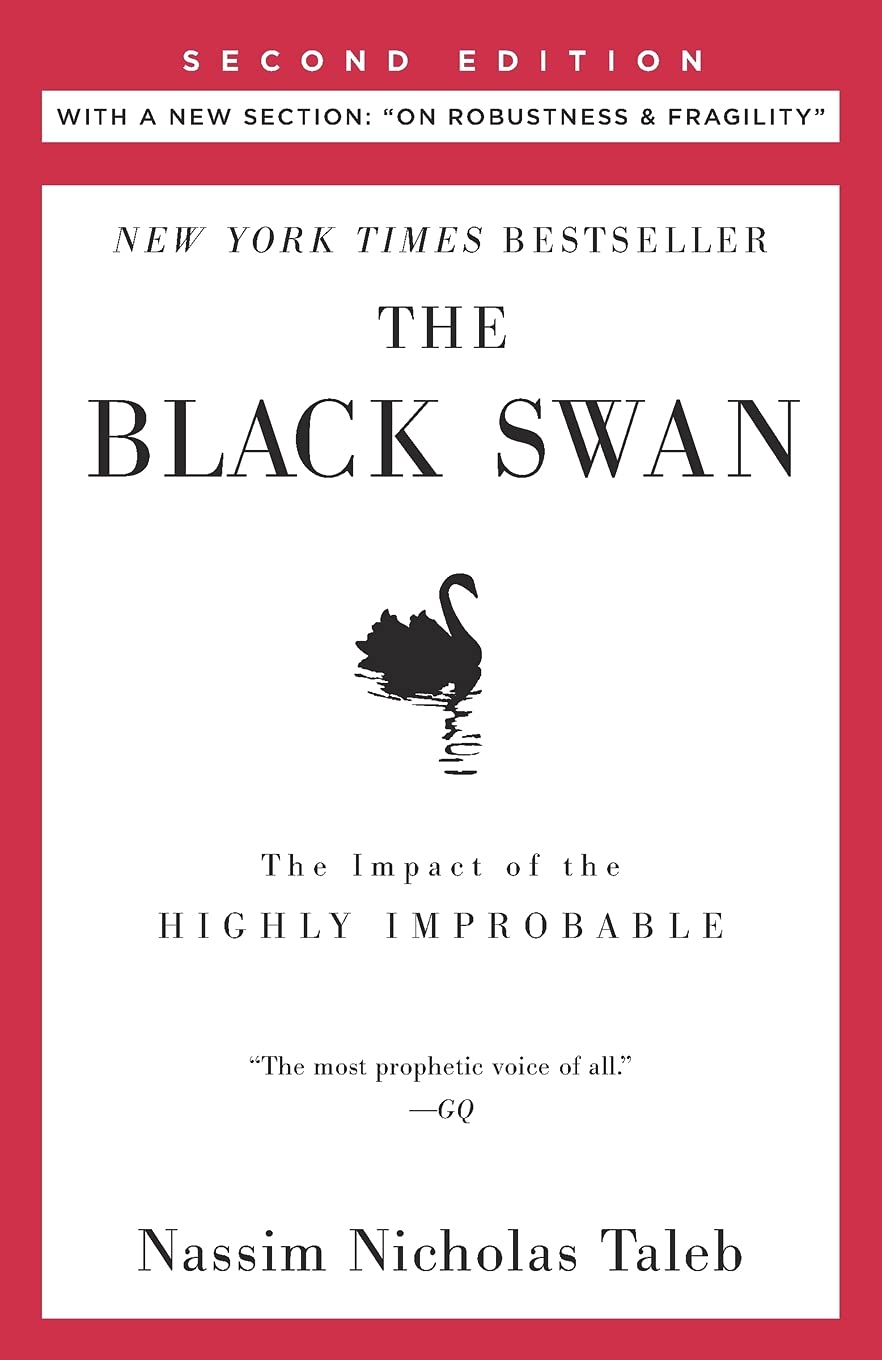 SECOND EDITION
WITH A NEW SECTION: “ON ROBUSTNESS & FRAGILITY”
NEW YORK TIMES BESTSELLER
THE
BLACK SWAN
The Impact of the
HIGHLY IMPROBABLE
“The most prophetic voice of all.”
—GQ
Nassim Nicholas Taleb